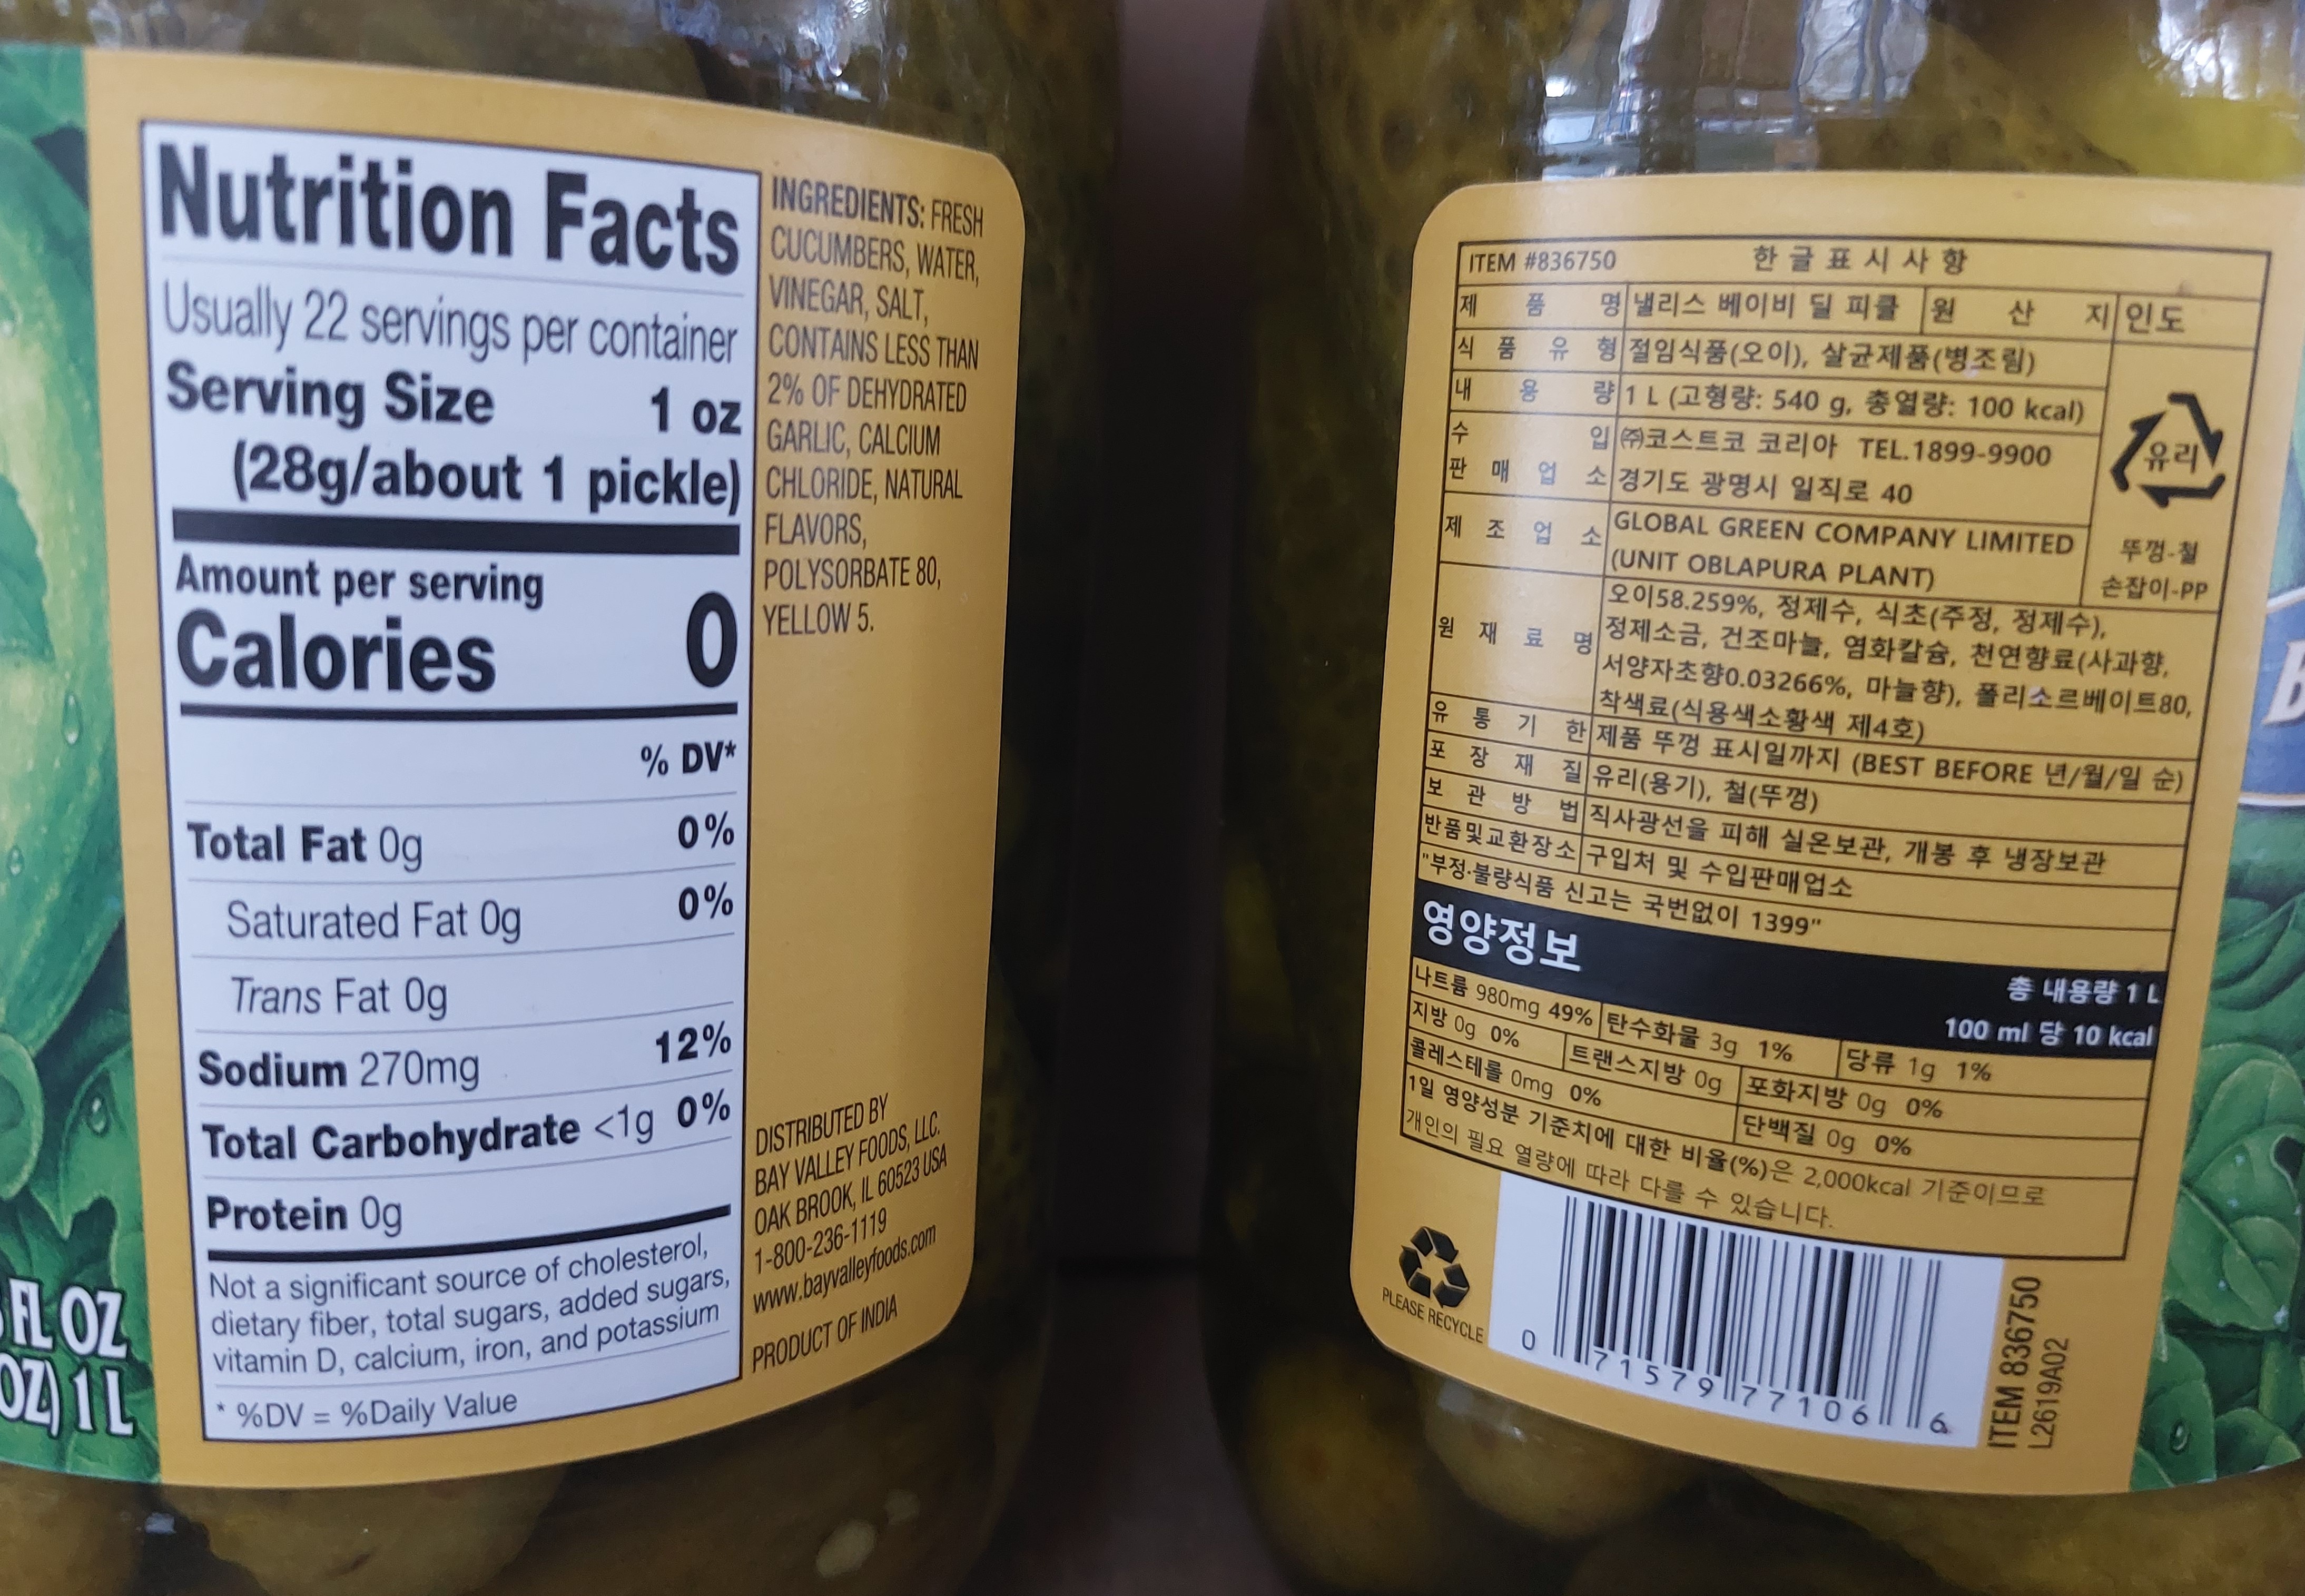 Nutrition Facts
Usually 22 servings per container
Serving Size 1 oz
(28g/about 1 pickle)
Amount per serving
Calories 0
% DV*
Total Fat 0g 0%
Saturated Fat 0g 0%
Trans Fat 0g
Sodium 270mg 12%
Total Carbohydrate <1g 0%
Protein 0g
Not a significant source of cholesterol,
dietary fiber, total sugars, added sugars,
vitamin D, calcium, iron, and potassium
* %DV = %Daily Value
INGREDIENTS: FRESH
CUCUMBERS, WATER,
VINEGAR, SALT,
CONTAINS LESS THAN
2% OF DEHYDRATED
GARLIC, CALCIUM
CHLORIDE, NATURAL
FLAVORS,
POLYSORBATE 80,
YELLOW 5.
DISTRIBUTED BY
BAY VALLEY FOODS, LLC.
OAK BROOK, IL 60523 USA
1-800-236-1119
www.bayvalleyfoods.com
PRODUCT OF INDIA
FL OZ
OZ) 1 L
ITEM #836750 한글표시사항
제품명 낼리스 베이비 딜 피클 원산지 인도
식품유형 절임식품(오이), 살균제품(병조림)
내용량 1 L (고형량: 540 g, 총열량: 100 kcal)
수입 ㈜코스트코 코리아 TEL.1899-9900
판매업소 경기도 광명시 일직로 40
제조업소 GLOBAL GREEN COMPANY LIMITED
(UNIT OBLAPURA PLANT)
유리
뚜껑-철
손잡이-PP
원재료명 오이58.259%, 정제수, 식초(주정, 정제수),
정제소금, 건조마늘, 염화칼슘, 천연향료(사과향,
서양자초향0.03266%, 마늘향), 폴리소르베이트80,
착색료(식용색소황색 제4호)
유통기한 제품 뚜껑 표시일까지 (BEST BEFORE 년/월/일 순)
포장재질 유리(용기), 철(뚜껑)
보관방법 직사광선을 피해 실온보관, 개봉 후 냉장보관
반품및교환장소 구입처 및 수입판매업소
"부정·불량식품 신고는 국번없이 1399"
영양정보
총 내용량 1 L
100 ml 당 10 kcal
나트륨 980mg 49% 탄수화물 3g 1% 당류 1g 1%
지방 0g 0% 트랜스지방 0g 포화지방 0g 0%
콜레스테롤 0mg 0% 단백질 0g 0%
1일 영양성분 기준치에 대한 비율(%)은 2,000kcal 기준이므로
개인의 필요 열량에 따라 다를 수 있습니다.
PLEASE RECYCLE
0 71579 77106 6
ITEM 836750
L2619A02